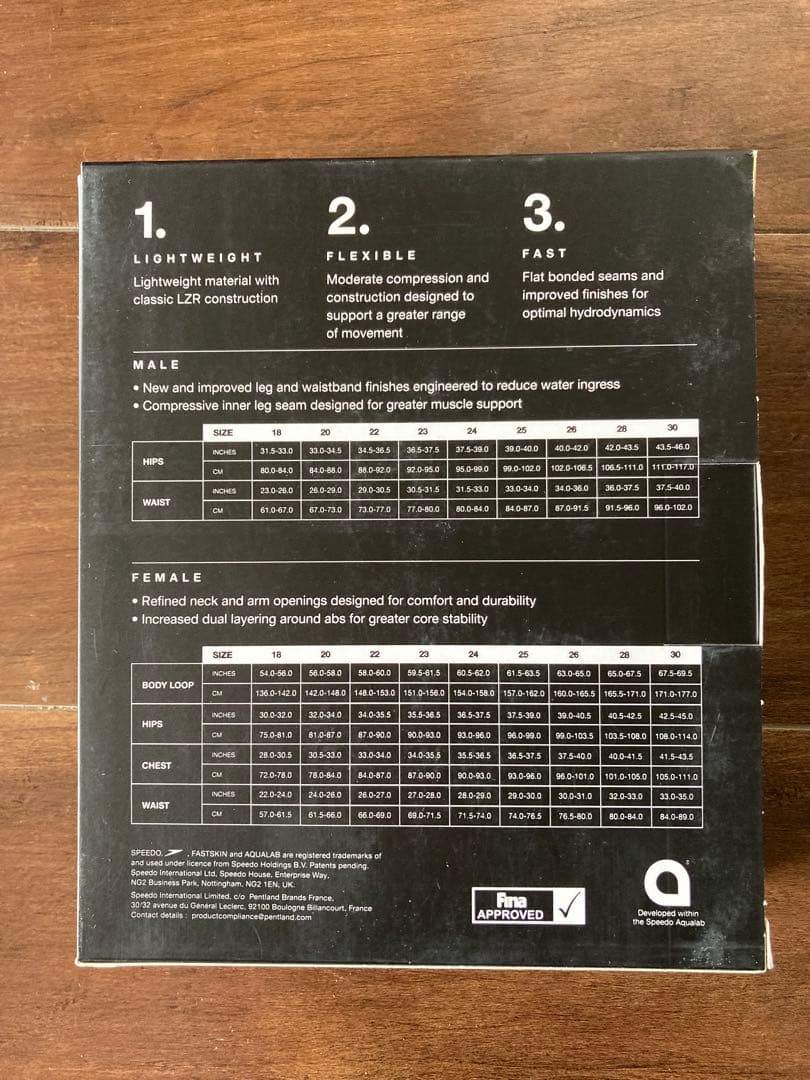 1. 2. 3.
LIGHTWEIGHT FLEXIBLE FAST
Lightweight material with
classic LZR construction
Moderate compression and
construction designed to
support a greater range
of movement
Flat bonded seams and
improved finishes for
optimal hydrodynamics
MALE
• New and improved leg and waistband finishes engineered to reduce water ingress
• Compressive inner leg seam designed for greater muscle support
SIZE 18 20 22 23 24 25 26 28 30
HIPS
INCHES 31.5-33.0 33.0-34.5 34.5-36.5 36.5-37.5 37.5-39.0 39.0-40.0 40.0-42.0 42.0-43.5 43.5-46.0
CM 80.0-84.0 84.0-88.0 88.0-92.0 92.0-95.0 95.0-99.0 99.0-102.0 102.0-106.5 106.5-111.0 111.0-117.0
WAIST
INCHES 23.0-26.0 26.0-29.0 29.0-30.5 30.5-31.5 31.5-33.0 33.0-34.0 34.0-36.0 36.0-37.5 37.5-40.0
CM 61.0-67.0 67.0-73.0 73.0-77.0 77.0-80.0 80.0-84.0 84.0-87.0 87.0-91.5 91.5-96.0 96.0-102.0
FEMALE
• Refined neck and arm openings designed for comfort and durability
• Increased dual layering around abs for greater core stability
SIZE 18 20 22 23 24 25 26 28 30
BODY LOOP
INCHES 54.0-56.0 56.0-58.0 58.0-60.0 59.5-61.5 60.5-62.0 61.5-63.5 63.0-65.0 65.0-67.5 67.5-69.5
CM 136.0-142.0 142.0-148.0 148.0-153.0 151.0-156.0 154.0-158.0 157.0-162.0 160.0-165.5 165.5-171.0 171.0-177.0
HIPS
INCHES 30.0-32.0 32.0-34.0 34.0-35.5 35.5-36.5 36.5-37.5 37.5-39.0 39.0-40.5 40.5-42.5 42.5-45.0
CM 75.0-81.0 81.0-87.0 87.0-90.0 90.0-93.0 93.0-96.0 96.0-99.0 99.0-103.5 103.5-108.0 108.0-114.0
CHEST
INCHES 28.0-30.5 30.5-33.0 33.0-34.0 34.0-35.5 35.5-36.5 36.5-37.5 37.5-40.0 40.0-41.5 41.5-43.5
CM 72.0-78.0 78.0-84.0 84.0-87.0 87.0-90.0 90.0-93.0 93.0-96.0 96.0-101.0 101.0-105.0 105.0-111.0
WAIST
INCHES 22.0-24.0 24.0-26.0 26.0-27.0 27.0-28.0 28.0-29.0 29.0-30.0 30.0-31.0 32.0-33.0 33.0-35.0
CM 57.0-61.5 61.5-66.0 66.0-69.0 69.0-71.5 71.5-74.0 74.0-76.5 76.5-80.0 80.0-84.0 84.0-89.0
SPEEDO, , FASTSKIN and AQUALAB are registered trademarks of
and used under licence from Speedo Holdings B.V. Patents pending.
Speedo International Ltd, Speedo House, Enterprise Way,
NG2 Business Park, Nottingham, NG2 1EN, UK.
Speedo International Limited, c/o Pentland Brands France,
30/32 avenue du Général Leclerc, 92100 Boulogne Billancourt, France
Contact details : productcompliance@pentland.com
Fina
APPROVED
®
Developed within
the Speedo Aqualab